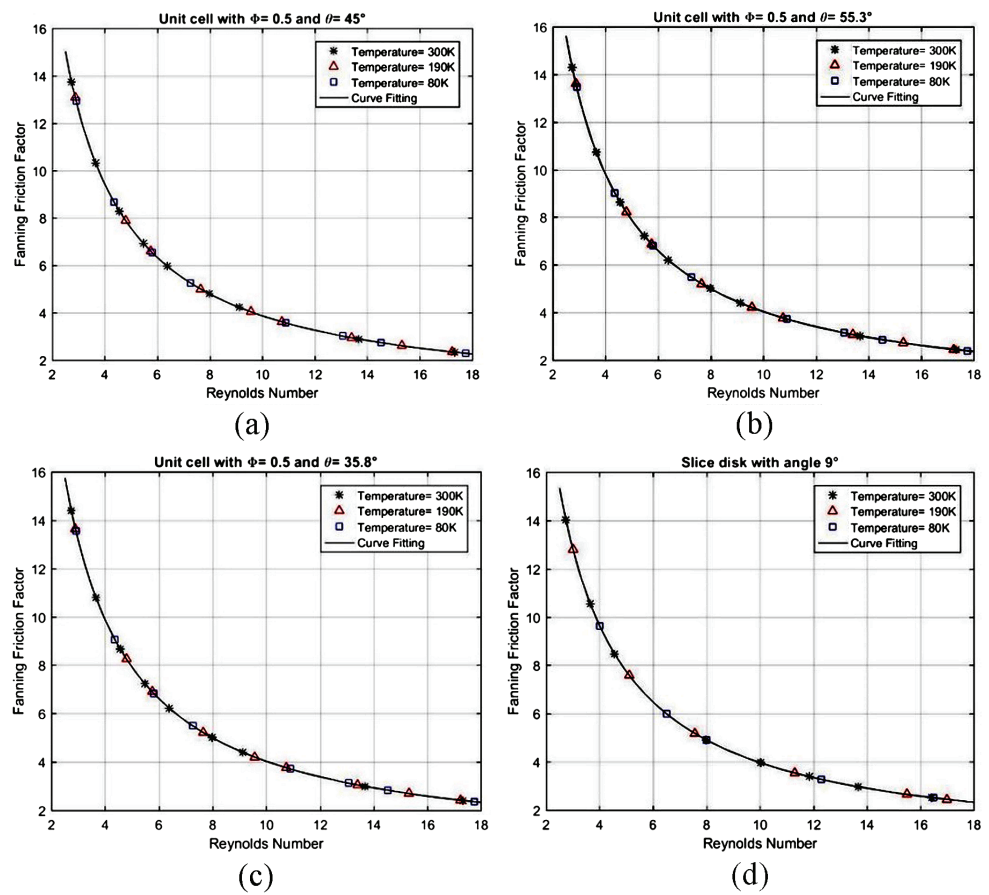 Unit cell with Φ= 0.5 and θ= 45°
Fanning Friction Factor
16
14
12
10
8
6
4
2
Temperature= 300K
Temperature= 190K
Temperature= 80K
Curve Fitting
2 4 6 8 10 12 14 16 18
Reynolds Number
(a)
Unit cell with Φ= 0.5 and θ= 55.3°
Fanning Friction Factor
16
14
12
10
8
6
4
2
Temperature= 300K
Temperature= 190K
Temperature= 80K
Curve Fitting
2 4 6 8 10 12 14 16 18
Reynolds Number
(b)
Unit cell with Φ= 0.5 and θ= 35.8°
Fanning Friction Factor
16
14
12
10
8
6
4
2
Temperature= 300K
Temperature= 190K
Temperature= 80K
Curve Fitting
2 4 6 8 10 12 14 16 18
Reynolds Number
(c)
Slice disk with angle 9°
Fanning Friction Factor
16
14
12
10
8
6
4
2
Temperature= 300K
Temperature= 190K
Temperature= 80K
Curve Fitting
2 4 6 8 10 12 14 16 18
Reynolds Number
(d)